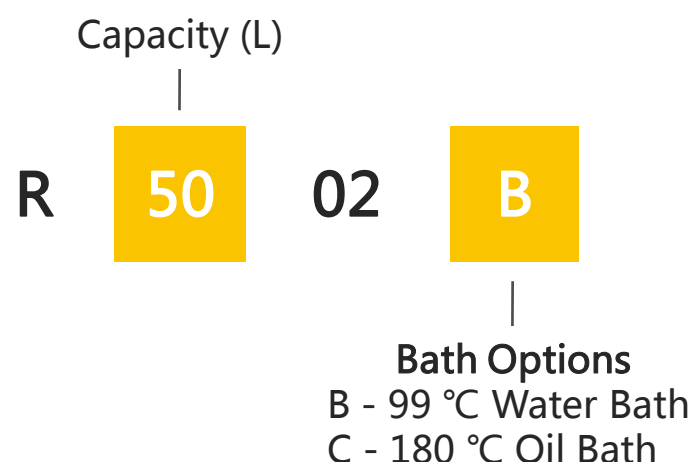 Capacity (L)
R 50 02 B
Bath Options
B - 99 ℃ Water Bath
C - 180 ℃ Oil Bath